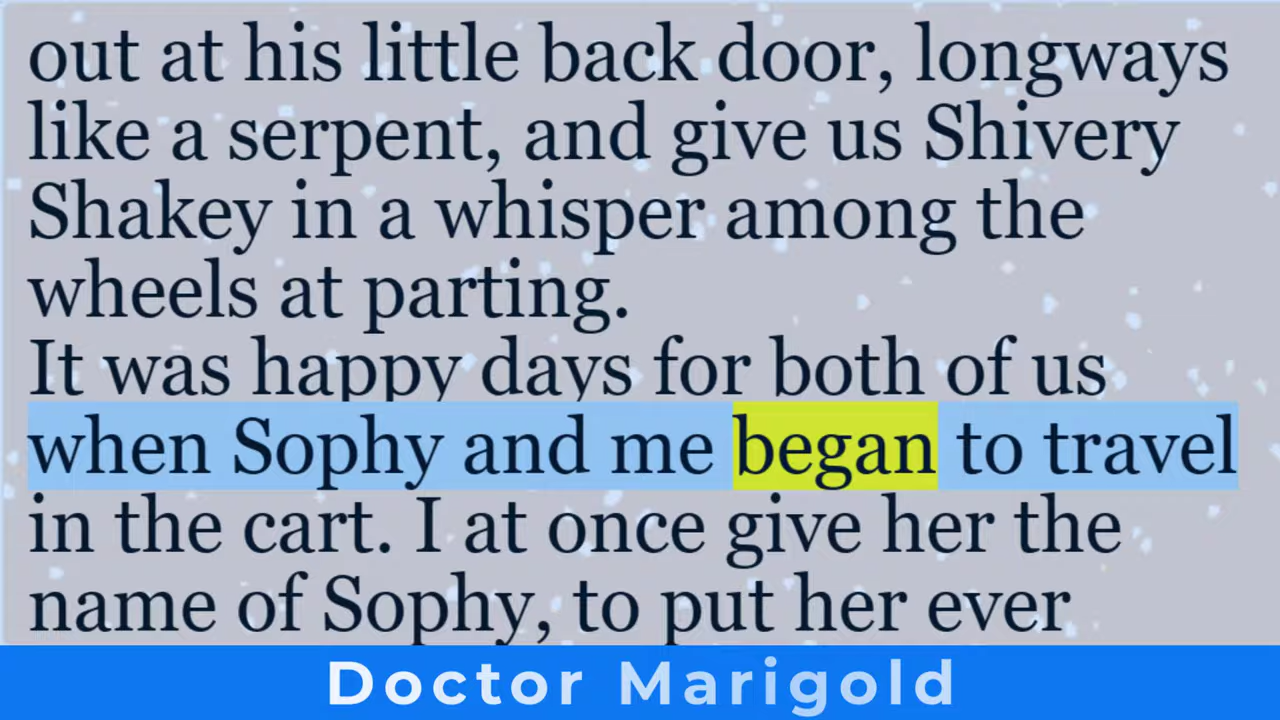 out at his little back door, longways
like a serpent, and give us Shivery
Shakey in a whisper among the
wheels at parting.
It was happy days for both of us
when Sophy and me began to travel
in the cart. I at once give her the
name of Sophy, to put her ever
Doctor Marigold